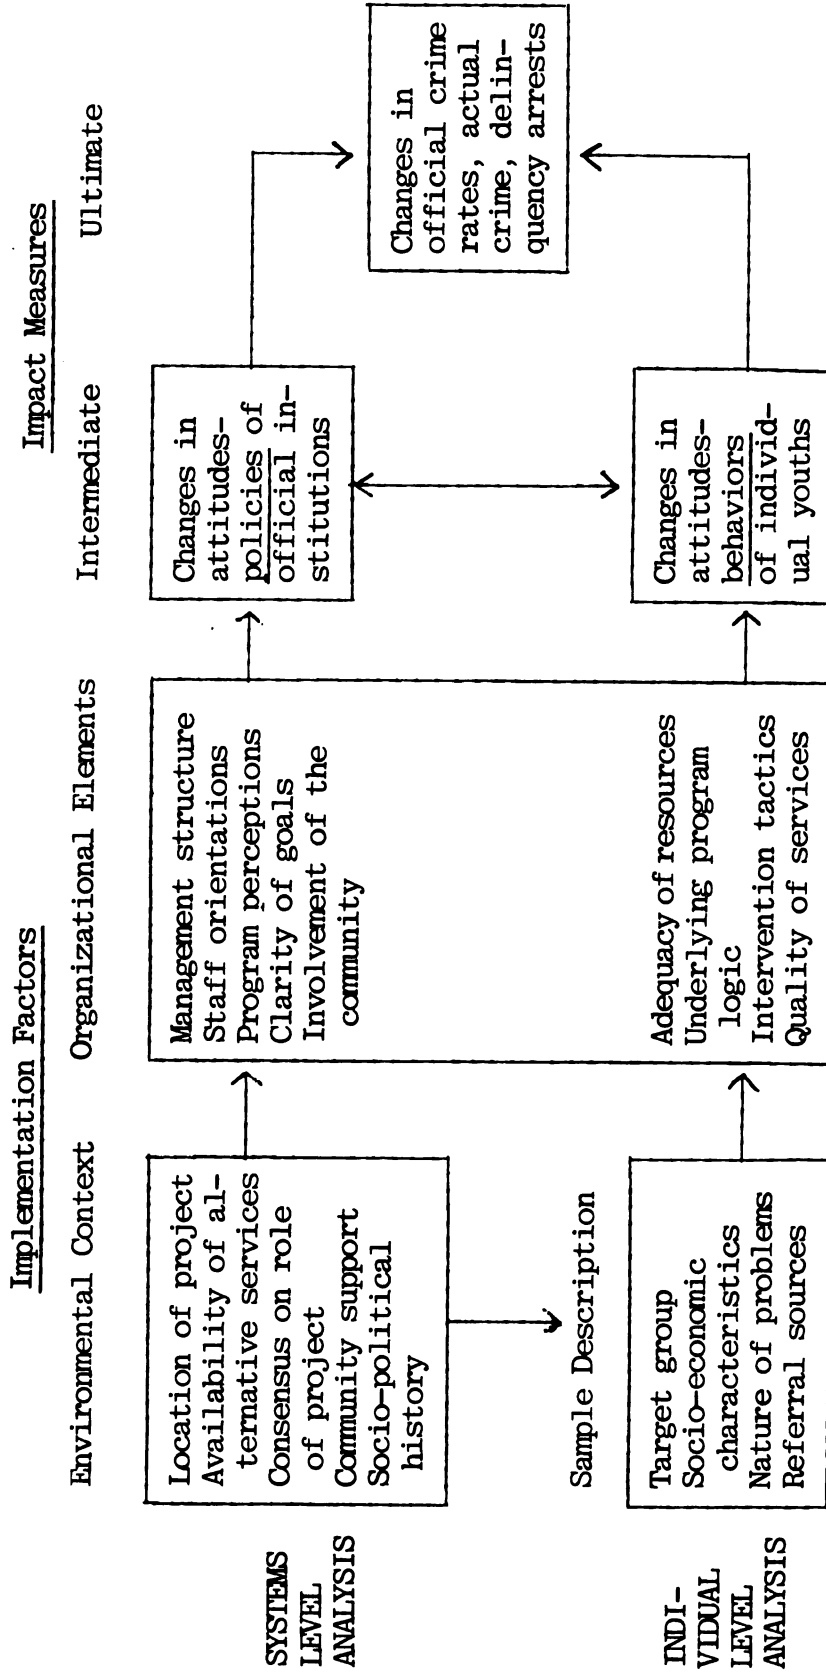 Implementation Factors
Impact Measures
Environmental Context
Organizational Elements
Intermediate
Ultimate
SYSTEMS
LEVEL
ANALYSIS
Location of project
Availability of al-
ternative services
Consensus on role
of project
Community support
Socio-political
history
Management structure
Staff orientations
Program perceptions
Clarity of goals
Involvement of the
community
Changes in
attitudes-
policies of
official in-
stitutions
Changes in
official crime
rates, actual
crime, delin-
quency arrests
Sample Description
INDI-
VIDUAL
LEVEL
ANALYSIS
Target group
Socio-economic
characteristics
Nature of problems
Referral sources
Adequacy of resources
Underlying program
logic
Intervention tactics
Quality of services
Changes in
attitudes-
behaviors
of individ-
ual youths